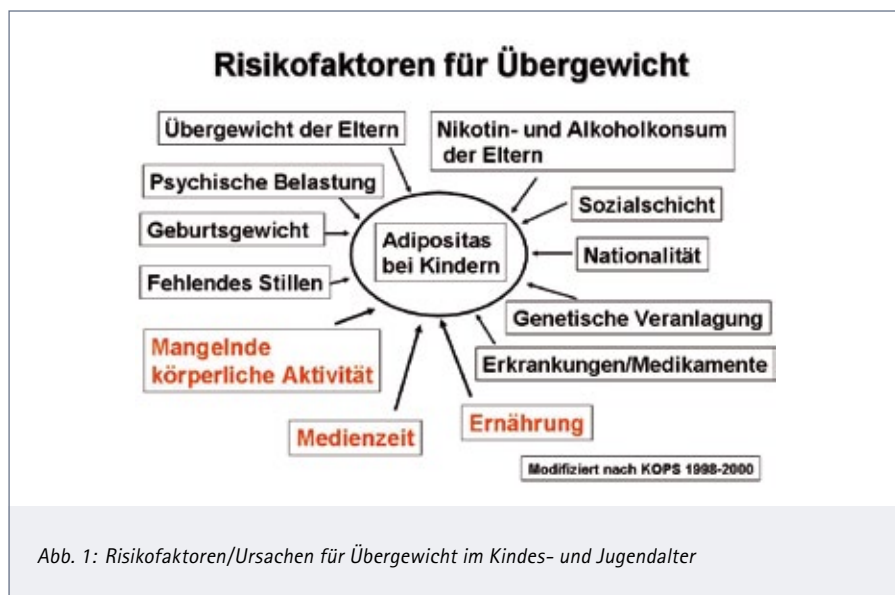 Risikofaktoren für Übergewicht
Übergewicht der Eltern
Nikotin- und Alkoholkonsum
der Eltern
Psychische Belastung
Sozialschicht
Geburtsgewicht
Adipositas
bei Kindern
Nationalität
Fehlendes Stillen
Genetische Veranlagung
Mangelnde
körperliche Aktivität
Erkrankungen/Medikamente
Medienzeit
Ernährung
Modifiziert nach KOPS 1998-2000
Abb. 1: Risikofaktoren/Ursachen für Übergewicht im Kindes- und Jugendalter